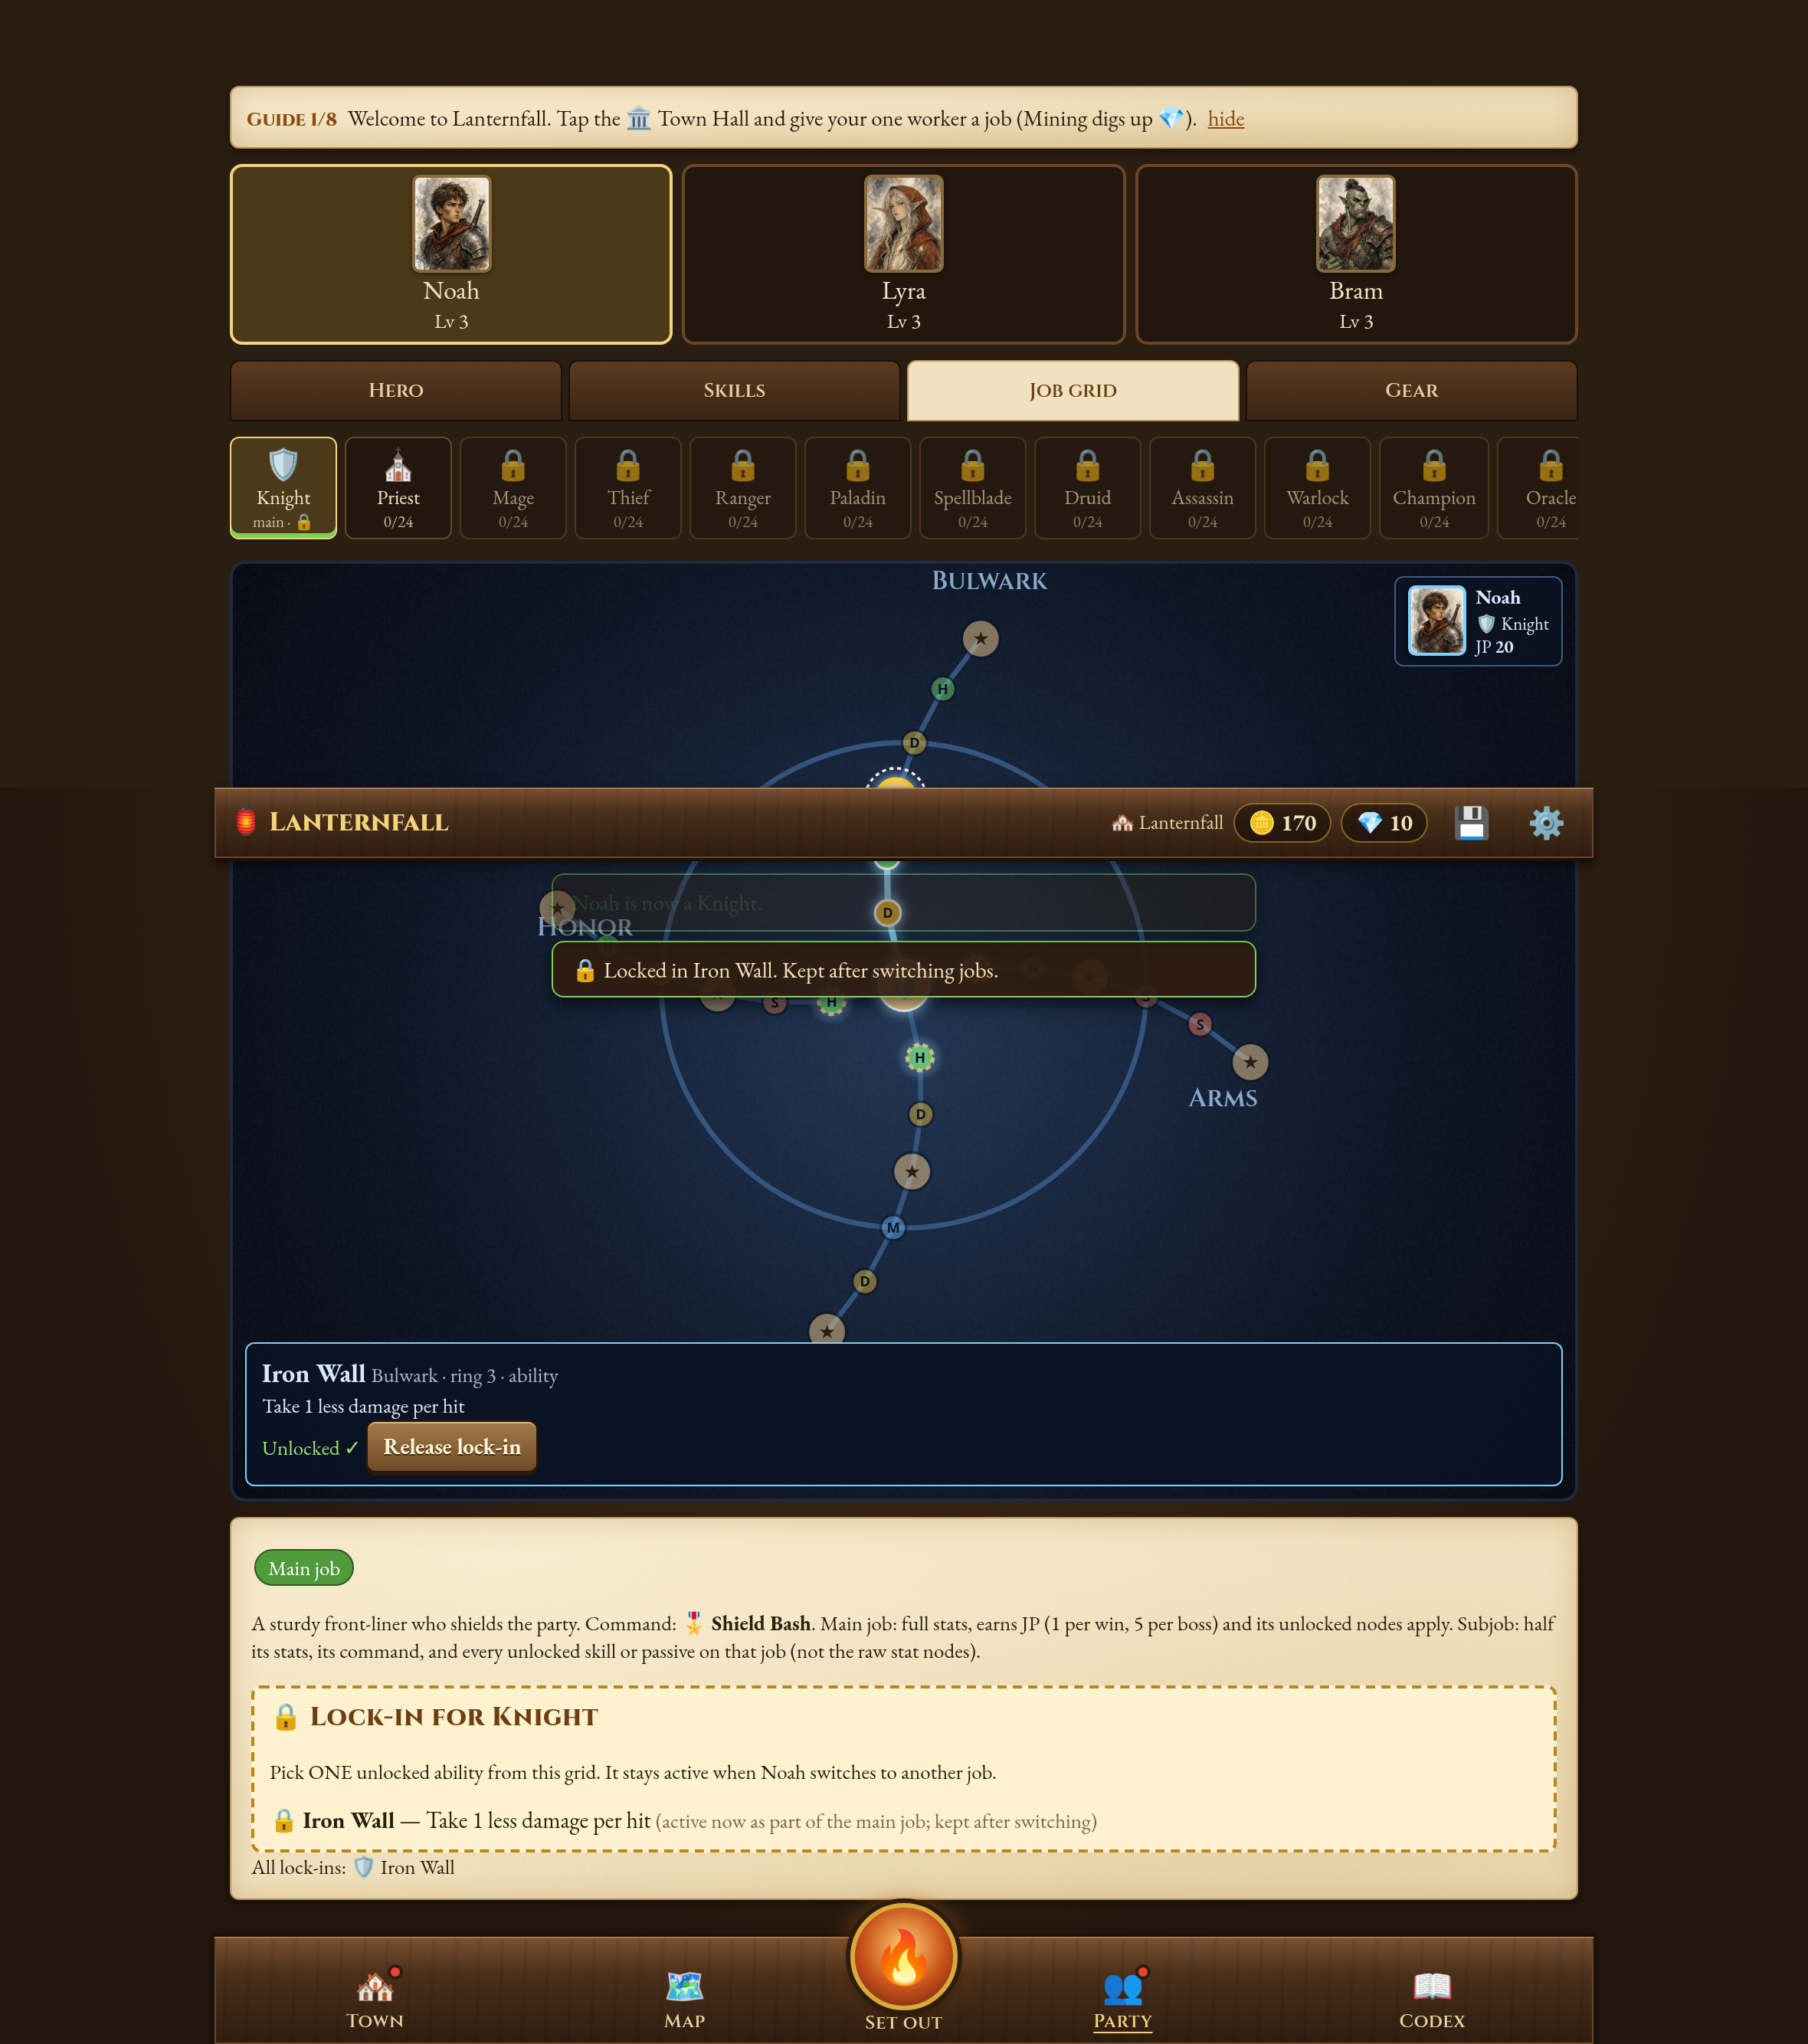 Guide 1/8 Welcome to Lanternfall. Tap the 🏛️ Town Hall and give your one worker a job (Mining digs up 💎). hide
Noah
Lv 3
Lyra
Lv 3
Bram
Lv 3
Hero
Skills
Job grid
Gear
Knight
main · 🔒
Priest
0/24
Mage
0/24
Thief
0/24
Ranger
0/24
Paladin
0/24
Spellblade
0/24
Druid
0/24
Assassin
0/24
Warlock
0/24
Champion
0/24
Oracle
0/24
Bulwark
Noah
🛡️ Knight
JP 20
★
H
D
🏮 Lanternfall
🏘️ Lanternfall
🪙 170
💎 10
D
★
Noah is now a Knight.
Honor
🔒 Locked in Iron Wall. Kept after switching jobs.
S
H
S
H
S
★
Arms
D
★
M
D
★
Iron Wall Bulwark · ring 3 · ability
Take 1 less damage per hit
Unlocked ✓ Release lock-in
Main job
A sturdy front-liner who shields the party. Command: 🎖️ Shield Bash. Main job: full stats, earns JP (1 per win, 5 per boss) and its unlocked nodes apply. Subjob: half
its stats, its command, and every unlocked skill or passive on that job (not the raw stat nodes).
🔒 Lock-in for Knight
Pick ONE unlocked ability from this grid. It stays active when Noah switches to another job.
🔒 Iron Wall — Take 1 less damage per hit (active now as part of the main job; kept after switching)
All lock-ins: 🛡️ Iron Wall
Town
Map
Set out
Party
Codex